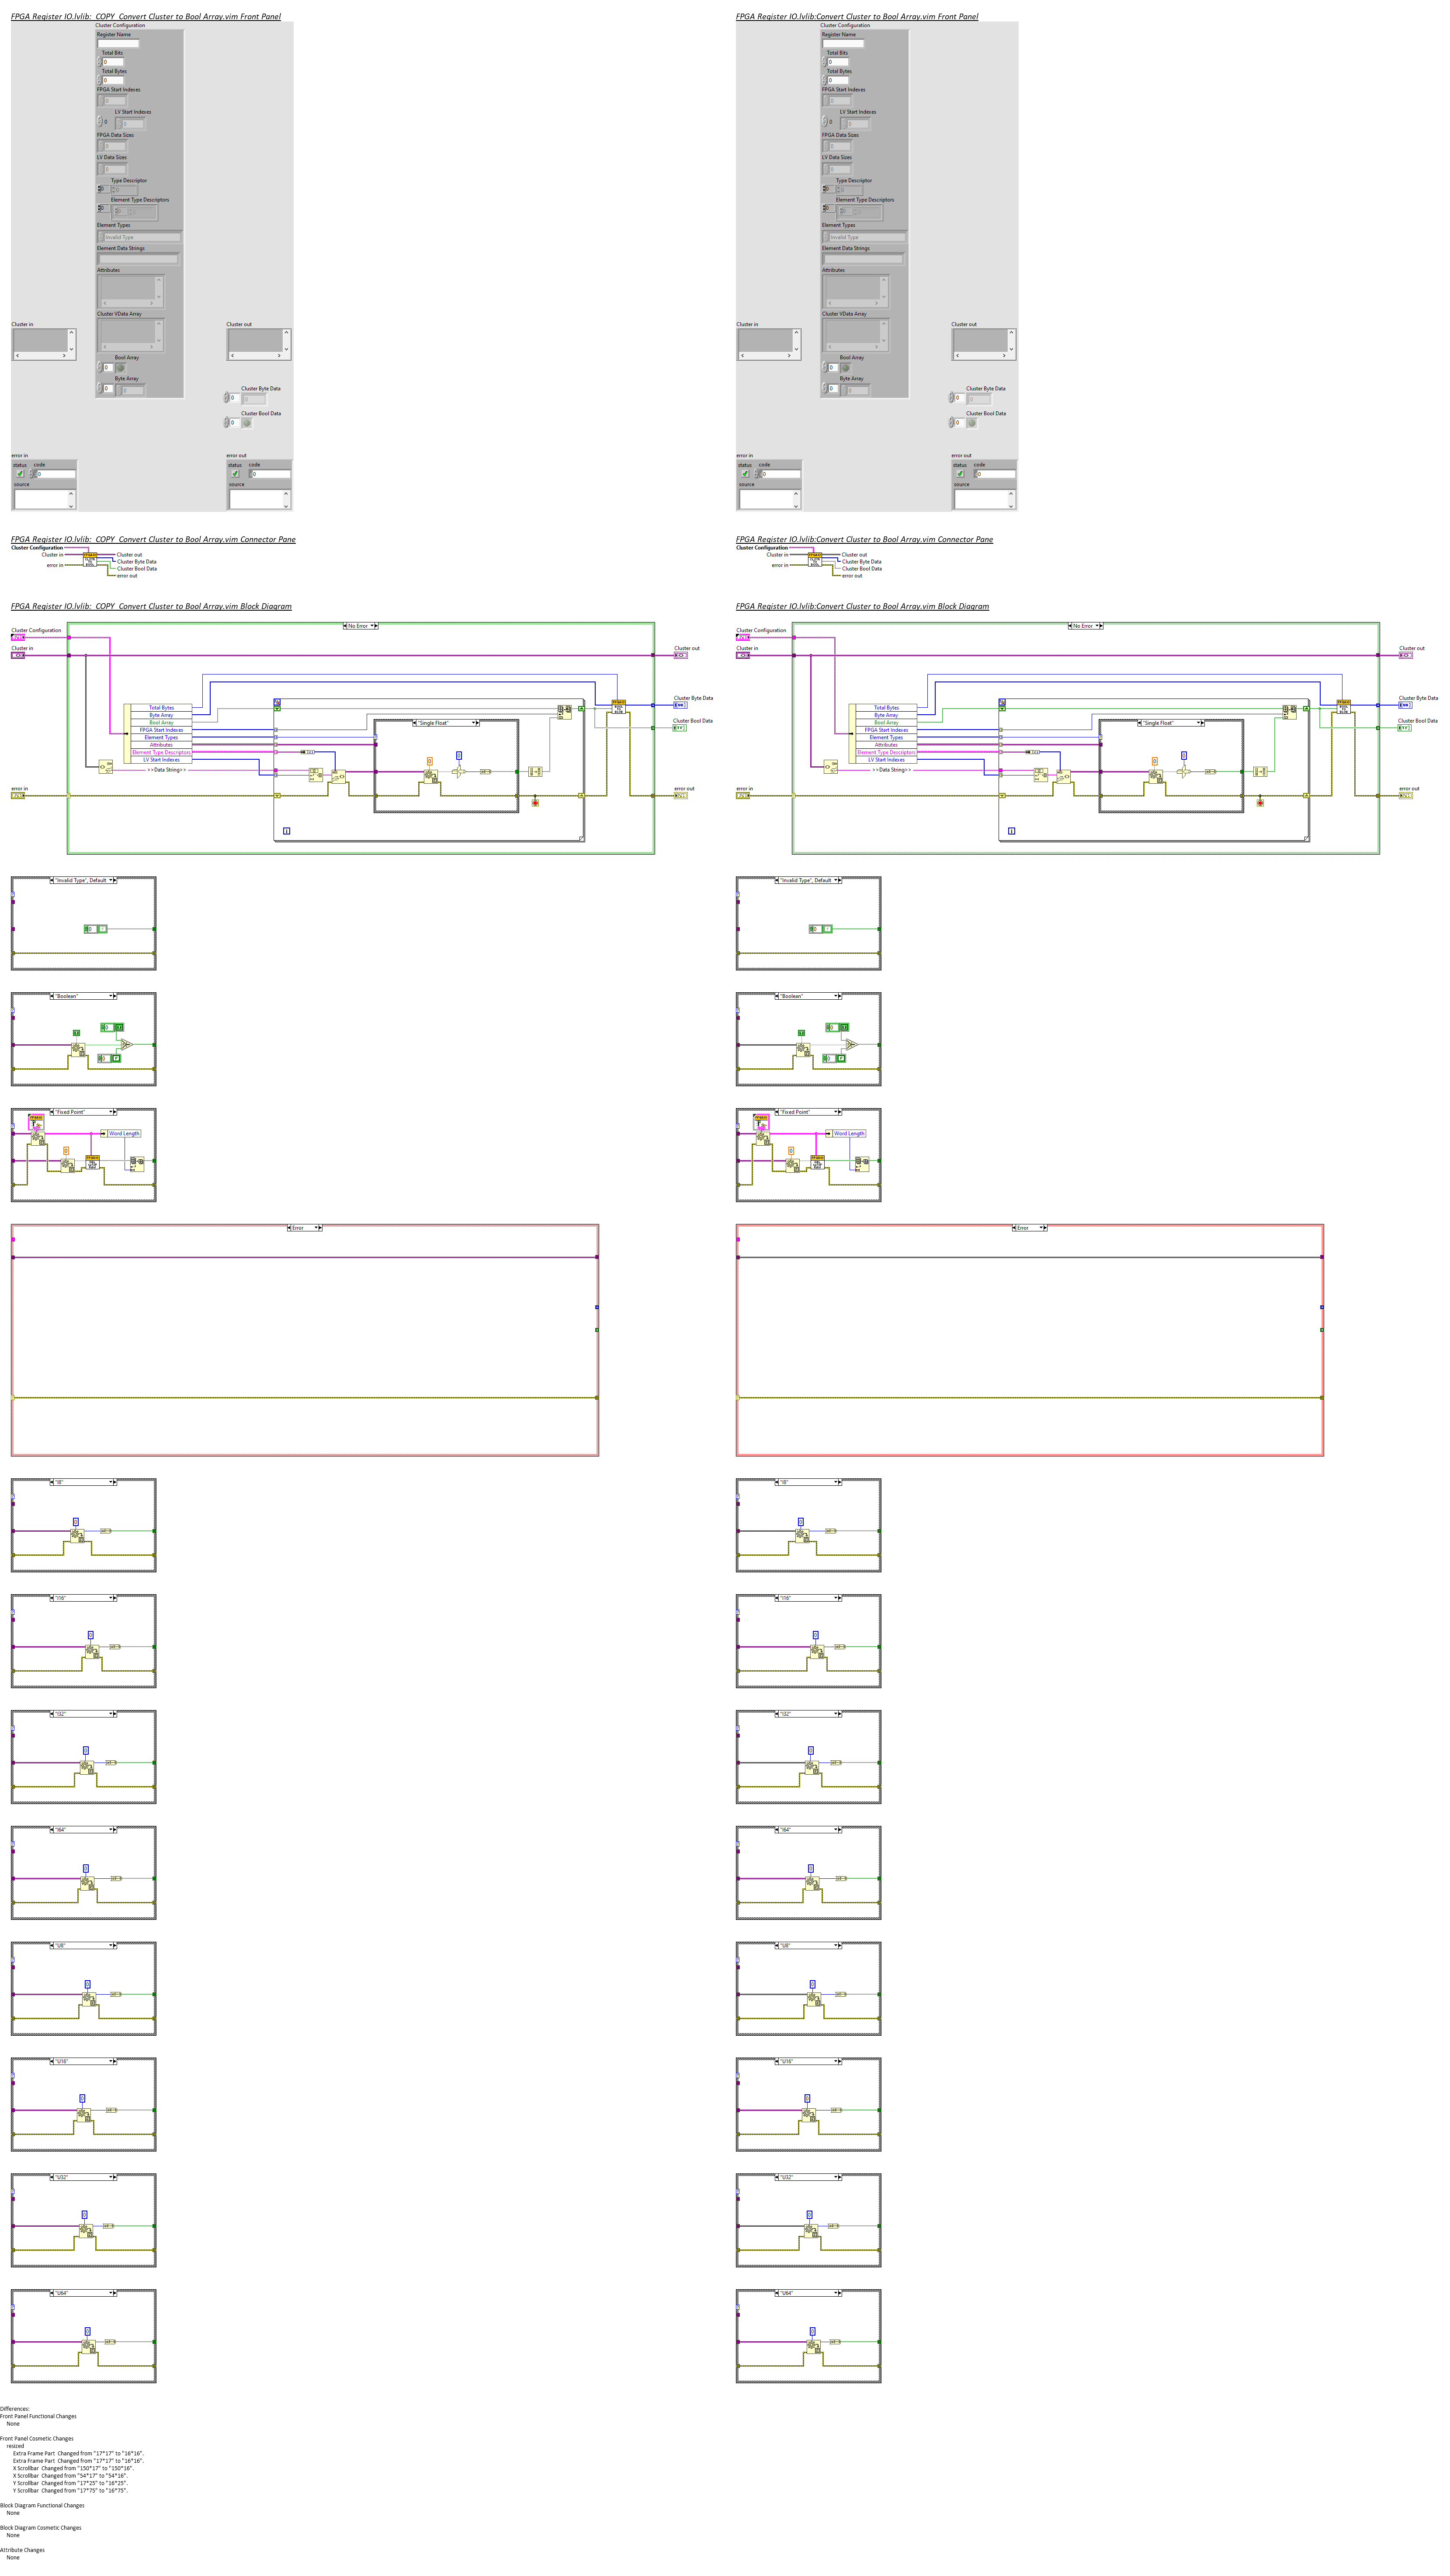 FPGA Register IO.lvlib:_COPY_Convert Cluster to Bool Array.vim Front Panel
Cluster Configuration
Register Name
Total Bits
0
Total Bytes
0
FPGA Start Indexes
0
LV Start Indexes
0
0
FPGA Data Sizes
0
LV Data Sizes
0
Type Descriptor
0
0
Element Type Descriptors
0
0
0
Element Types
Invalid Type
Element Data Strings
Attributes
Cluster VData Array
Cluster in
Cluster out
Bool Array
0
Byte Array
0
0
Cluster Byte Data
0
0
Cluster Bool Data
0
error in
error out
status code
0
status code
0
source
source
FPGA Register IO.lvlib:Convert Cluster to Bool Array.vim Front Panel
Cluster Configuration
Register Name
Total Bits
0
Total Bytes
0
FPGA Start Indexes
0
LV Start Indexes
0
0
FPGA Data Sizes
0
LV Data Sizes
0
Type Descriptor
0
0
Element Type Descriptors
0
0
0
Element Types
Invalid Type
Element Data Strings
Attributes
Cluster VData Array
Cluster in
Cluster out
Bool Array
0
Byte Array
0
0
Cluster Byte Data
0
0
Cluster Bool Data
0
error in
error out
status code
0
status code
0
source
source
FPGA Register IO.lvlib:_COPY_Convert Cluster to Bool Array.vim Connector Pane
Cluster Configuration
Cluster in
error in
Cluster out
Cluster Byte Data
Cluster Bool Data
error out
FPGA Register IO.lvlib:Convert Cluster to Bool Array.vim Connector Pane
Cluster Configuration
Cluster in
error in
Cluster out
Cluster Byte Data
Cluster Bool Data
error out
FPGA Register IO.lvlib:_COPY_Convert Cluster to Bool Array.vim Block Diagram
No Error
Cluster Configuration
Cluster in
Cluster out
Total Bytes
Byte Array
Bool Array
FPGA Start Indexes
Element Types
Attributes
Element Type Descriptors
LV Start Indexes
>>Data String>>
"Single Float"
Cluster Byte Data
Cluster Bool Data
error in
error out
i
FPGA Register IO.lvlib:Convert Cluster to Bool Array.vim Block Diagram
No Error
Cluster Configuration
Cluster in
Cluster out
Total Bytes
Byte Array
Bool Array
FPGA Start Indexes
Element Types
Attributes
Element Type Descriptors
LV Start Indexes
>>Data String>>
"Single Float"
Cluster Byte Data
Cluster Bool Data
error in
error out
i
"Invalid Type", Default
"Invalid Type", Default
"Boolean"
"Boolean"
"Fixed Point"
Word Length
"Fixed Point"
Word Length
Error
Error
"I8"
"I8"
"I16"
"I16"
"I32"
"I32"
"I64"
"I64"
"U8"
"U8"
"U16"
"U16"
"U32"
"U32"
"U64"
"U64"
Differences:
Front Panel Functional Changes
None
Front Panel Cosmetic Changes
resized
Extra Frame Part  Changed from "17*17" to "16*16".
Extra Frame Part  Changed from "17*17" to "16*16".
X Scrollbar  Changed from "150*17" to "150*16".
X Scrollbar  Changed from "54*17" to "54*16".
Y Scrollbar  Changed from "17*25" to "16*25".
Y Scrollbar  Changed from "17*75" to "16*75".
Block Diagram Functional Changes
None
Block Diagram Cosmetic Changes
None
Attribute Changes
None